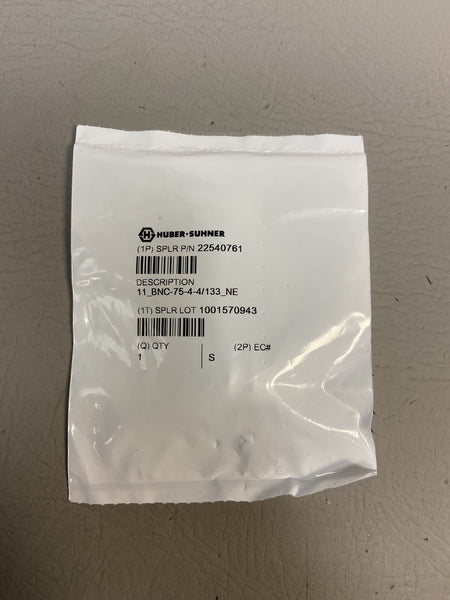 HUBER+SUHNER
(1P) SPLR P/N 22540761
DESCRIPTION
11_BNC-75-4-4/133_NE
(1T) SPLR LOT 1001570943
(Q) QTY (2P) EC#
1 S